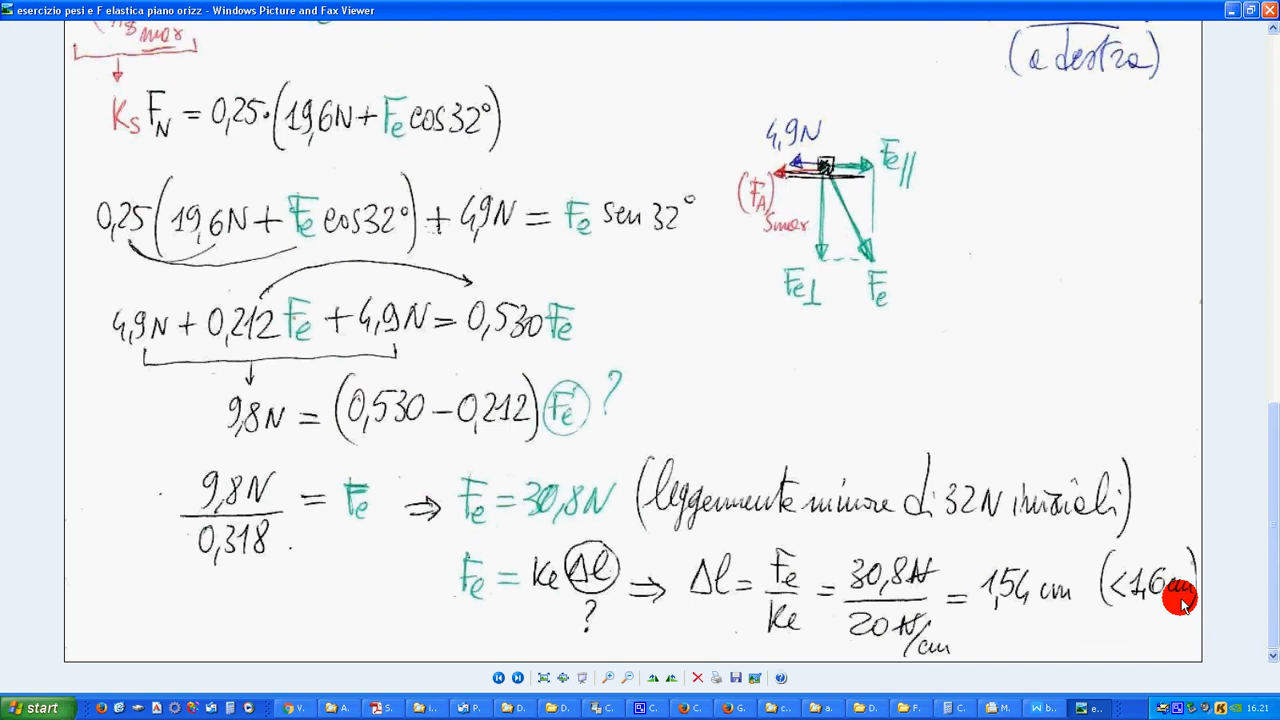 esercizio pesi e F elastica piano orizz - Windows Picture and Fax Viewer
smax
(a destra)
Ks FN = 0,25·(19,6N+Fe cos32°)
4,9N
Fe//
(FA)smax
0,25(19,6N + Fe cos32°) + 4,9N = Fe sen 32°
Fe⊥ Fe
4,9N + 0,212 Fe + 4,9N = 0,530 Fe
9,8N = (0,530 - 0,212) Fe ?
9,8N / 0,318 = Fe ⇒ Fe = 30,8N (leggermente minore di 32N iniziali)
Fe = Ke Δl ⇒ Δl = Fe / Ke = 30,8N / 20 N/cm = 1,54 cm (<1,6cm)
?
start
V.
A.
S.
i..
P.
D.
D.
D.
C.
C.
C.
G.
c..
a.
D.
F.
C.
M.
b..
e..
16.21